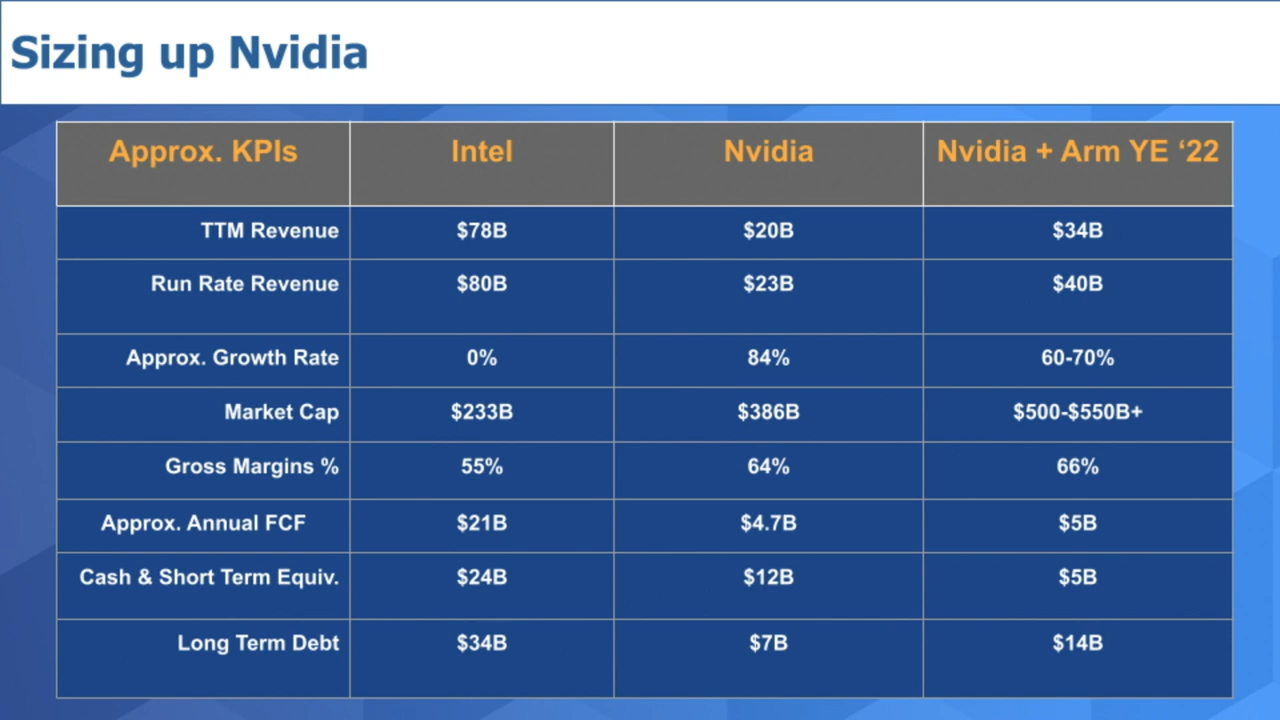 Sizing up Nvidia
Approx. KPIs Intel Nvidia Nvidia + Arm YE ‘22
TTM Revenue $78B $20B $34B
Run Rate Revenue $80B $23B $40B
Approx. Growth Rate 0% 84% 60-70%
Market Cap $233B $386B $500-$550B+
Gross Margins % 55% 64% 66%
Approx. Annual FCF $21B $4.7B $5B
Cash & Short Term Equiv. $24B $12B $5B
Long Term Debt $34B $7B $14B